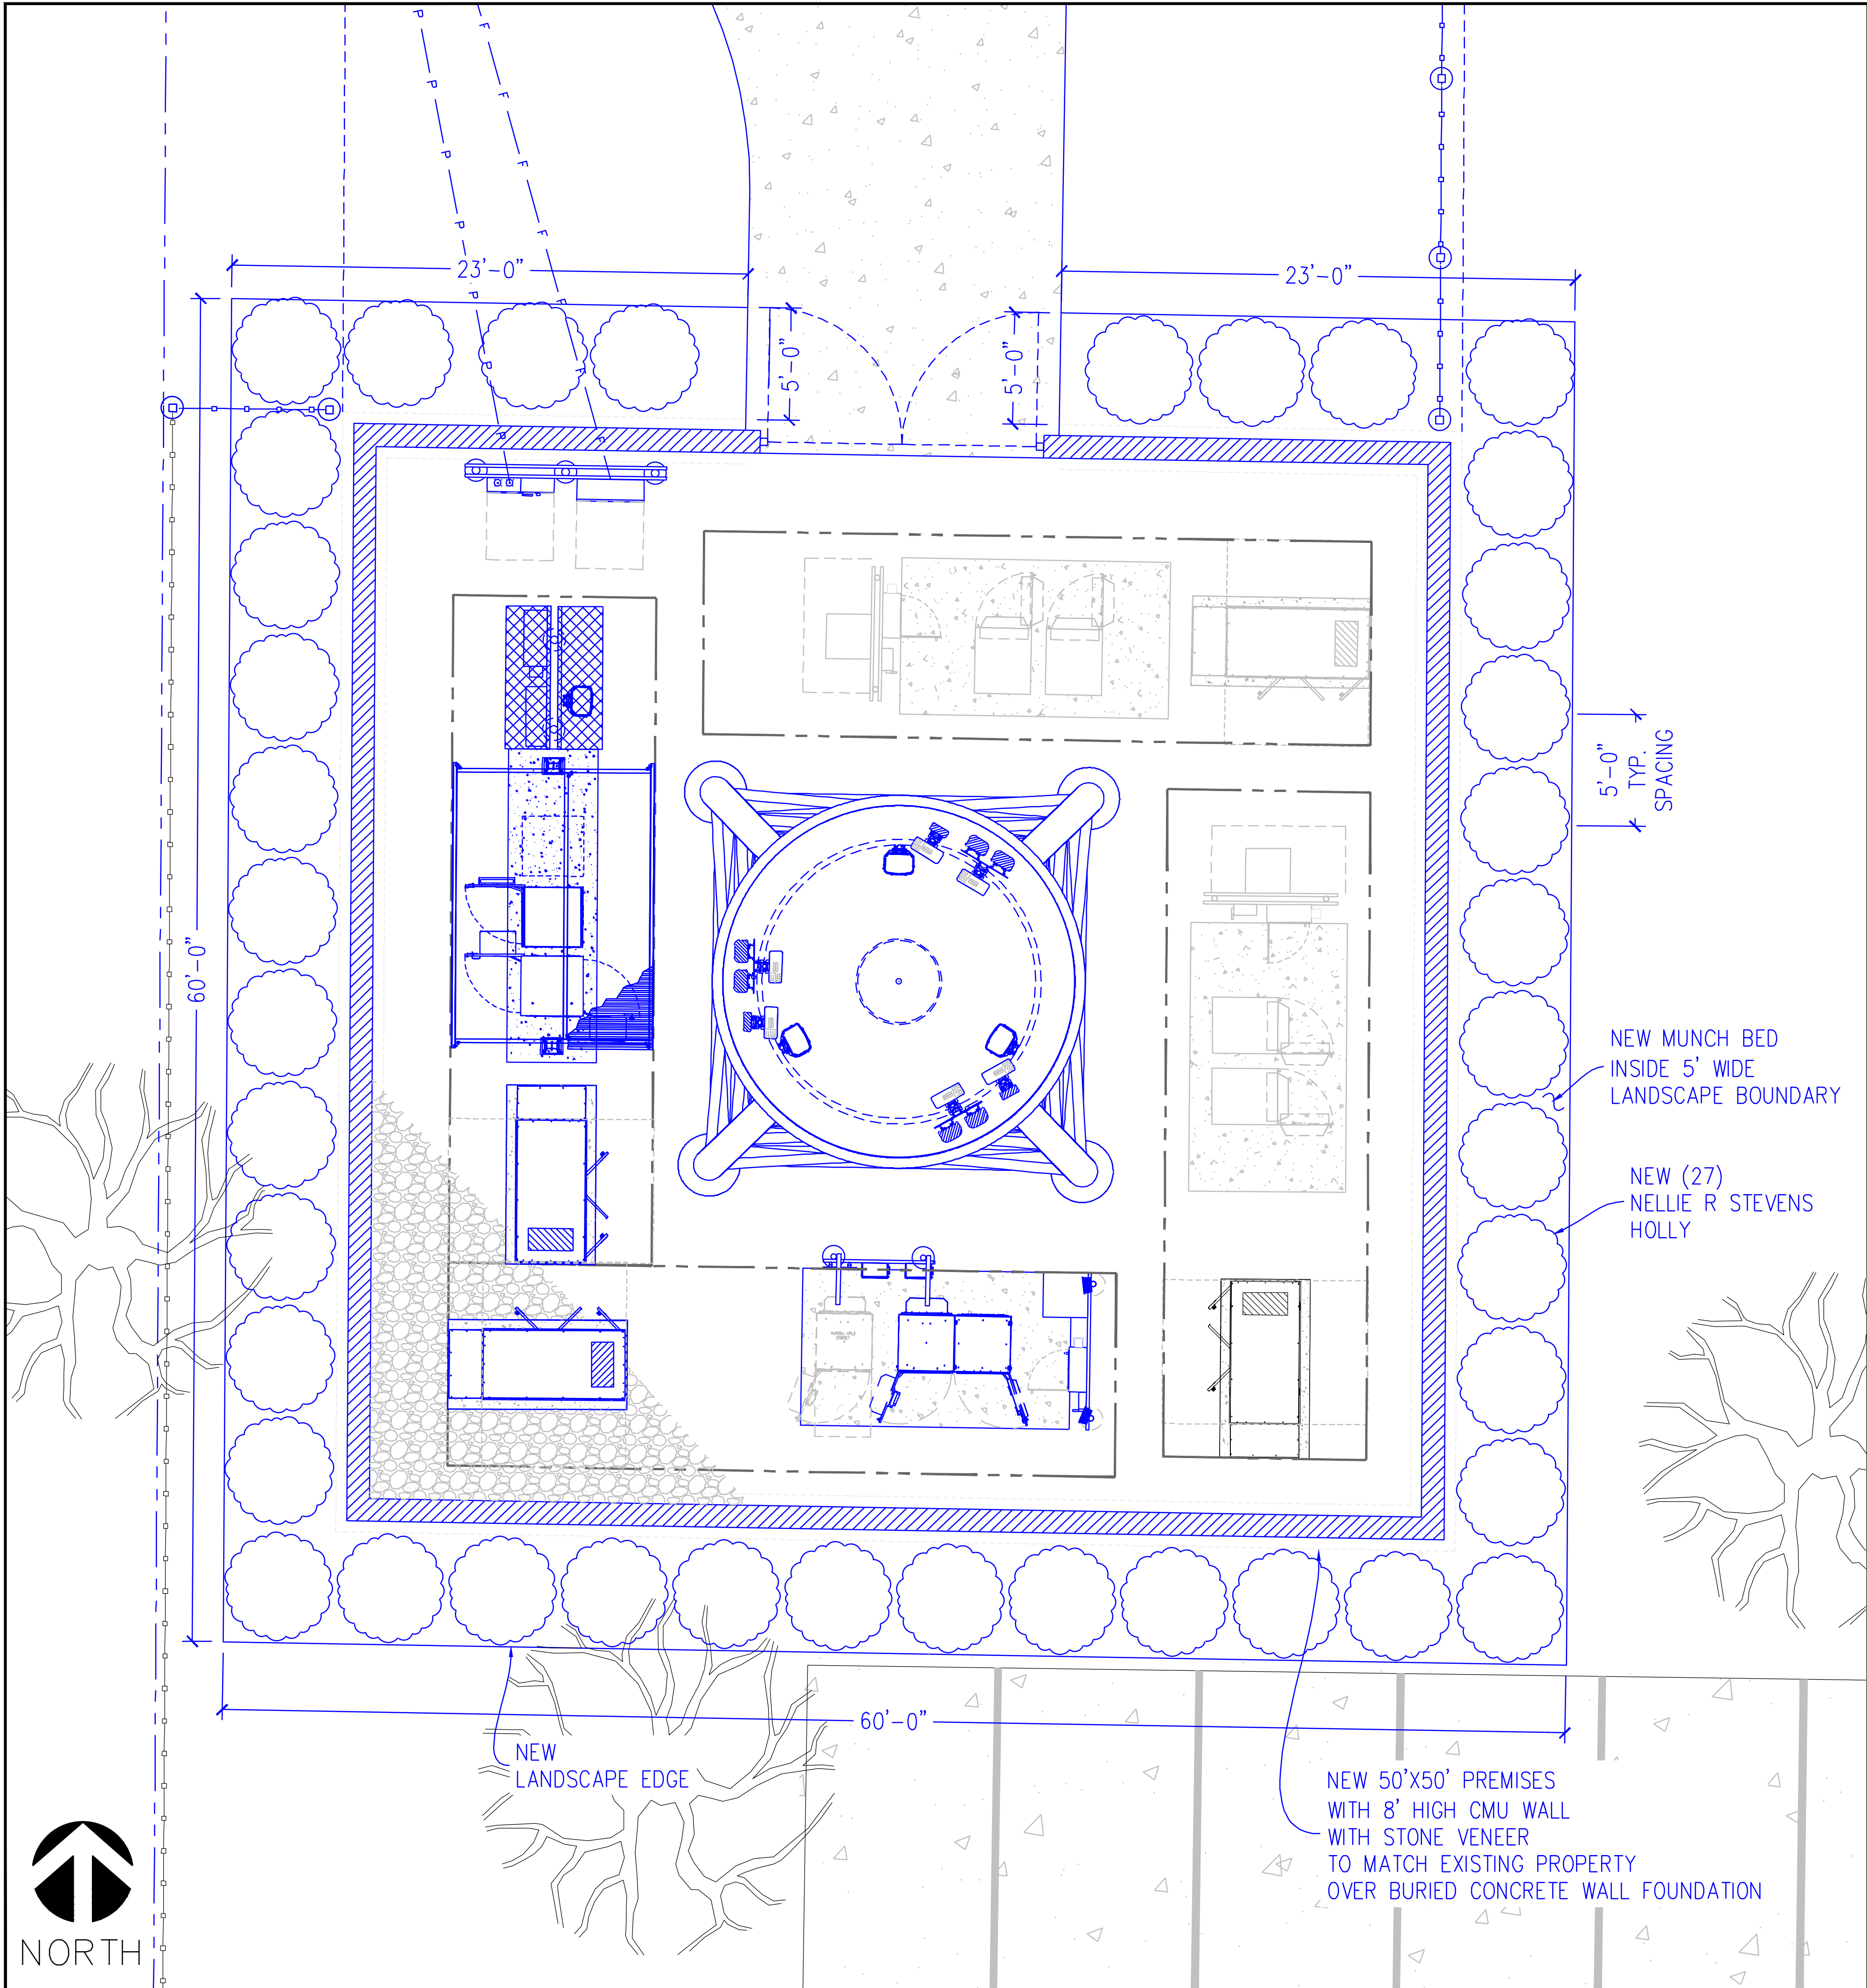 P
F
P
F
P
F
P
F
P
F
P
F
23'-0"
23'-0"
P
F
5'-0"
5'-0"
P
F
P
F
5'-0"
TYP.
SPACING
60'-0"
NEW MUNCH BED
INSIDE 5' WIDE
LANDSCAPE BOUNDARY
NEW (27)
NELLIE R STEVENS
HOLLY
60'-0"
NEW
LANDSCAPE EDGE
NEW 50'X50' PREMISES
WITH 8' HIGH CMU WALL
WITH STONE VENEER
TO MATCH EXISTING PROPERTY
OVER BURIED CONCRETE WALL FOUNDATION
NORTH